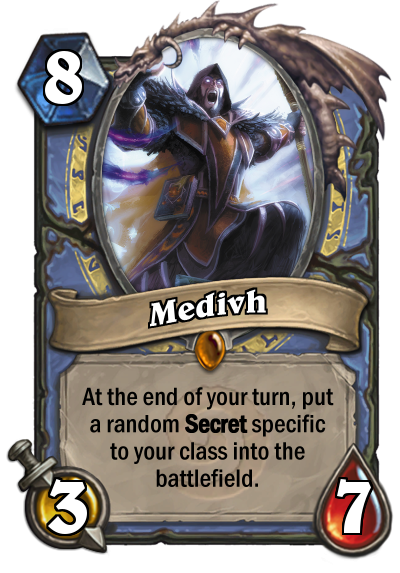 8
Medivh
At the end of your turn, put
a random Secret specific
to your class into the
battlefield.
3
7